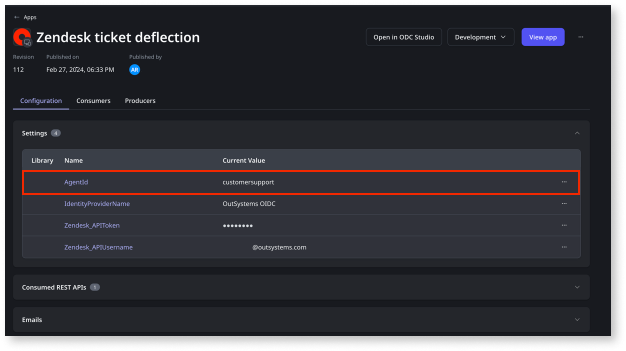 ← Apps
Zendesk ticket deflection
Open in ODC Studio
Development
View app
Revision Published on Published by
112 Feb 27, 2024, 06:33 PM AR
Configuration Consumers Producers
Settings 4
Library Name Current Value
AgentId customersupport
IdentityProviderName OutSystems OIDC
Zendesk_APIToken ••••••••
Zendesk_APIUsername @outsystems.com
Consumed REST APIs 1
Emails